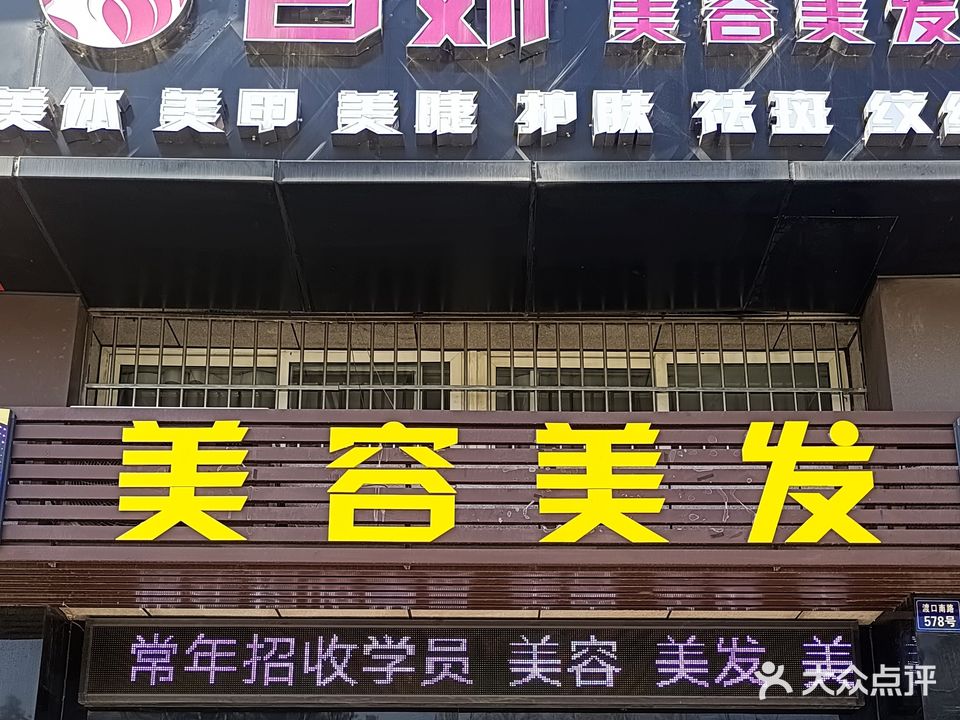 美容美发
美体 美甲 美睫 护肤 祛斑 纹
美容美发
渡口南路
578号
常年招收学员 美容 美发 美
大众点评